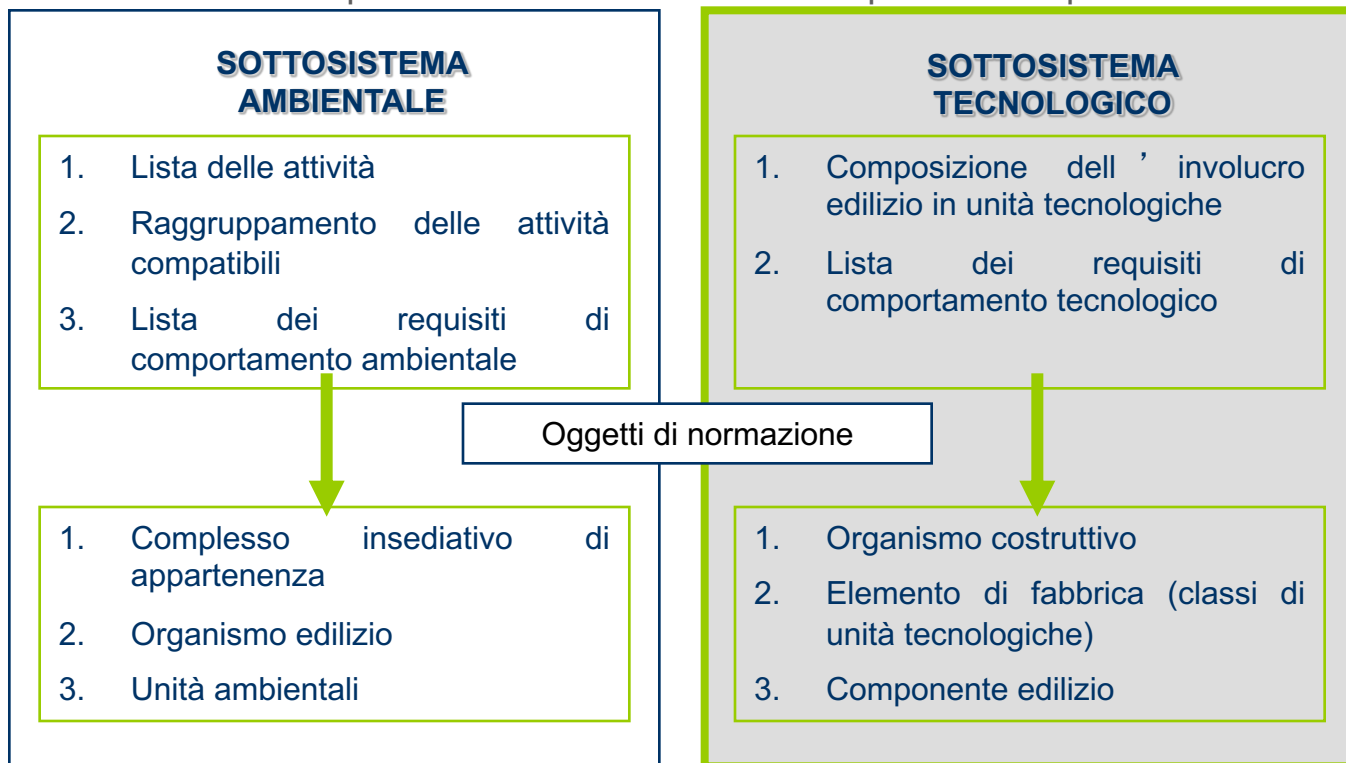 SOTTOSISTEMA
AMBIENTALE
1. Lista delle attività
2. Raggruppamento delle attività
compatibili
3. Lista dei requisiti di
comportamento ambientale
SOTTOSISTEMA
TECNOLOGICO
1. Composizione dell ’ involucro
edilizio in unità tecnologiche
2. Lista dei requisiti di
comportamento tecnologico
Oggetti di normazione
1. Complesso insediativo di
appartenenza
2. Organismo edilizio
3. Unità ambientali
1. Organismo costruttivo
2. Elemento di fabbrica (classi di
unità tecnologiche)
3. Componente edilizio